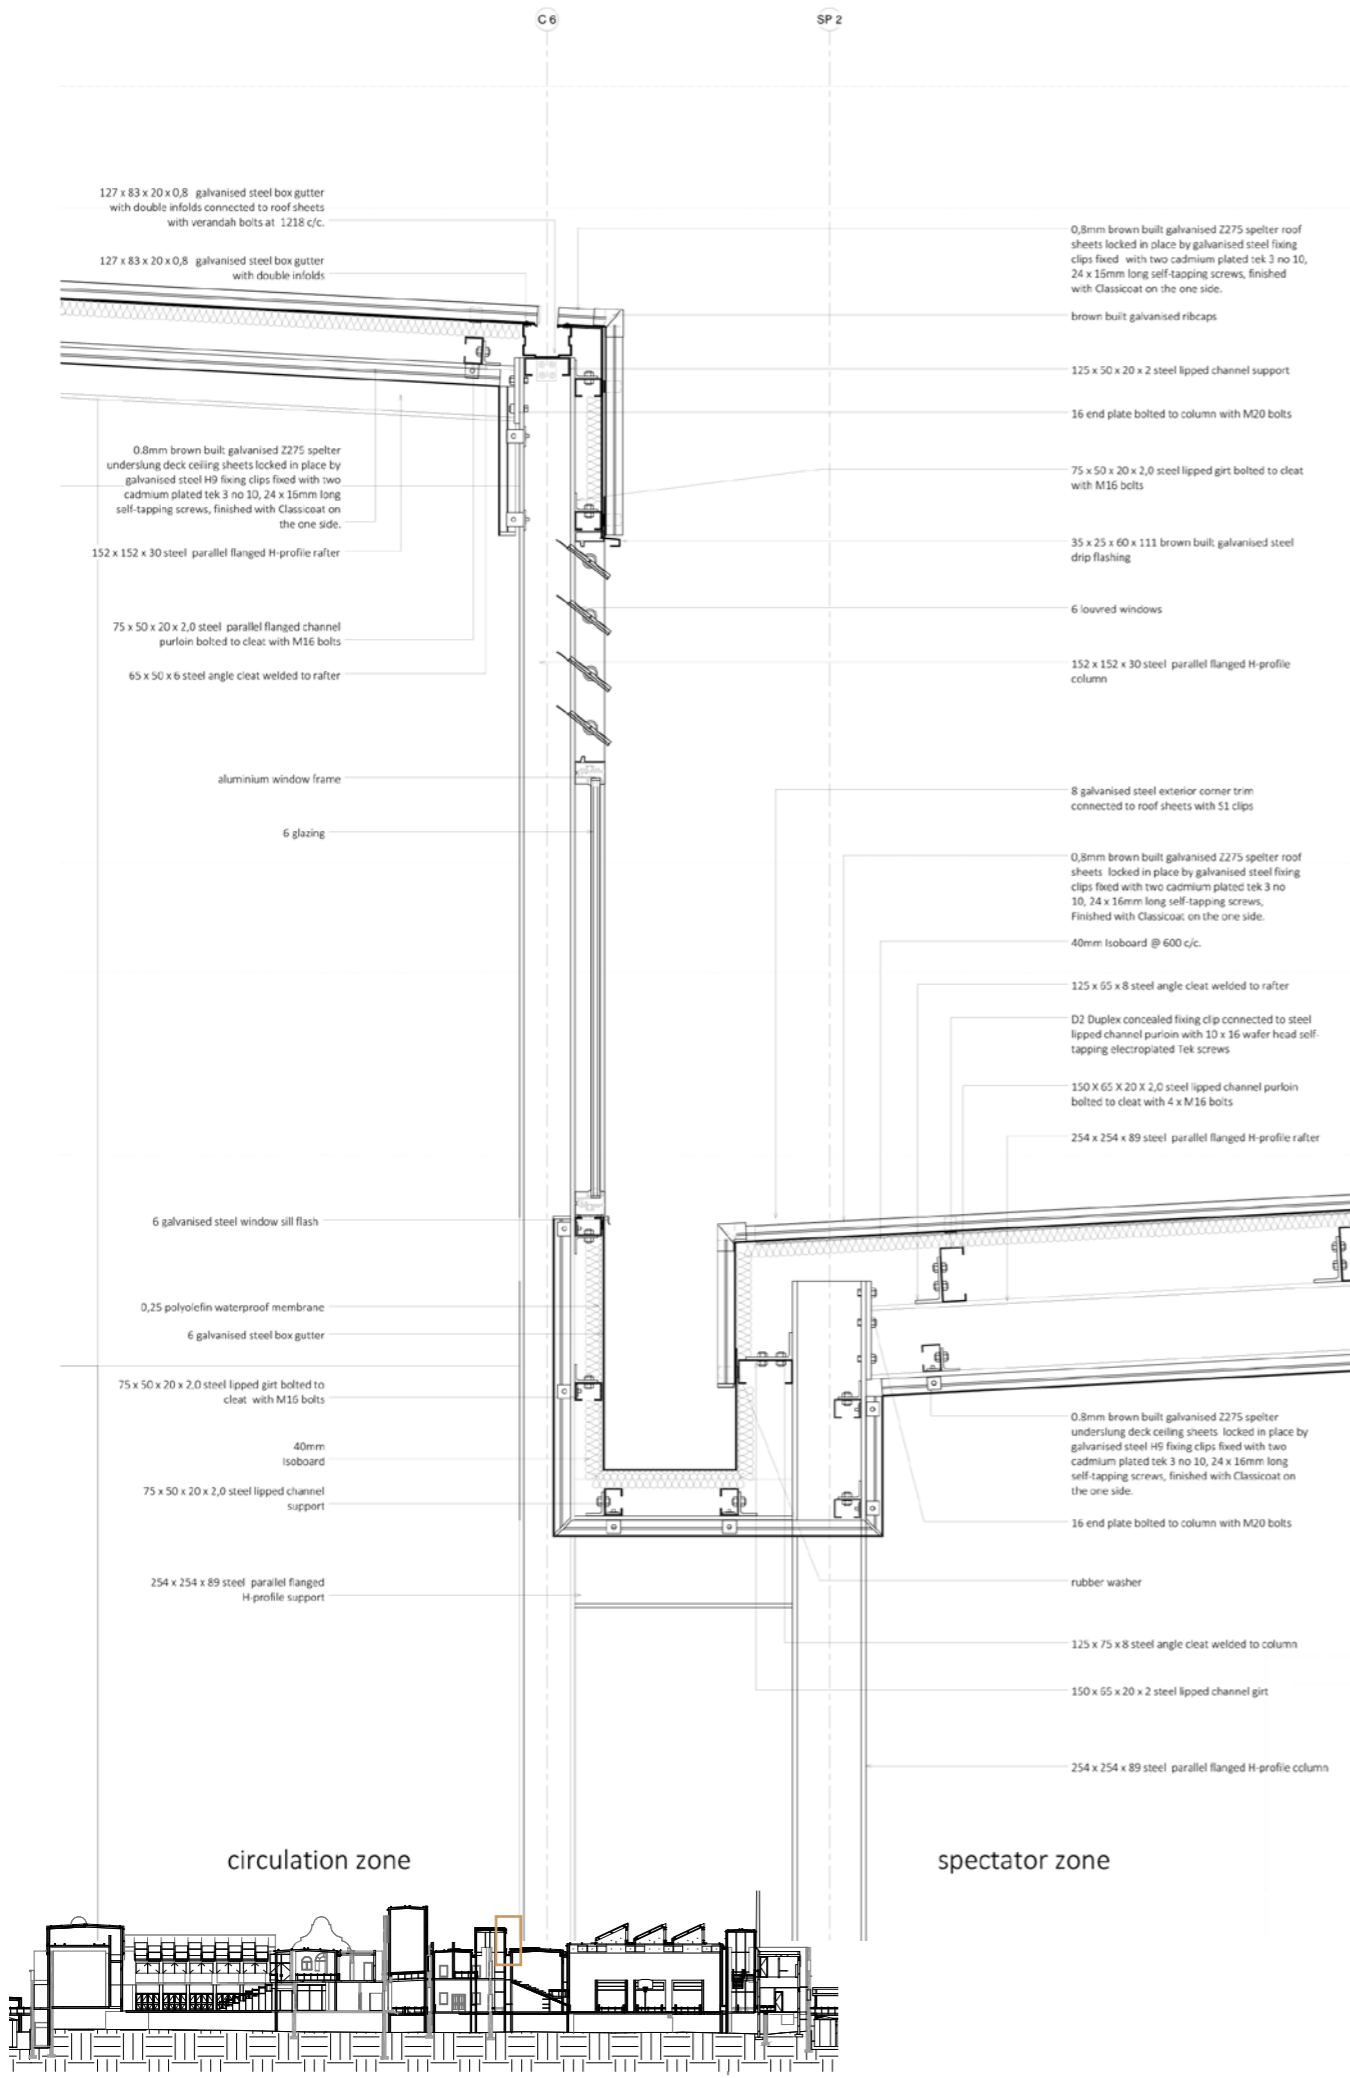 C 6
SP 2
127 x 83 x 20 x 0,8 galvanised steel box gutter
with double infolds connected to roof sheets
with verandah bolts at 1218 c/c.
127 x 83 x 20 x 0,8 galvanised steel box gutter
with double infolds
0.8mm brown built galvanised Z275 spelter
underslung deck ceiling sheets locked in place by
galvanised steel H9 fixing clips fixed with two
cadmium plated tek 3 no 10, 24 x 16mm long
self-tapping screws, finished with Classicoat on
the one side.
152 x 152 x 30 steel parallel flanged H-profile rafter
75 x 50 x 20 x 2,0 steel parallel flanged channel
purloin bolted to cleat with M16 bolts
65 x 50 x 6 steel angle cleat welded to rafter
aluminium window frame
6 glazing
6 galvanised steel window sill flash
0,25 polyolefin waterproof membrane
6 galvanised steel box gutter
75 x 50 x 20 x 2,0 steel lipped girt bolted to
cleat with M16 bolts
40mm
Isoboard
75 x 50 x 20 x 2,0 steel lipped channel
support
254 x 254 x 89 steel parallel flanged
H-profile support
0,8mm brown built galvanised Z275 spelter roof
sheets locked in place by galvanised steel fixing
clips fixed with two cadmium plated tek 3 no 10,
24 x 16mm long self-tapping screws, finished
with Classicoat on the one side.
brown built galvanised ribcaps
125 x 50 x 20 x 2 steel lipped channel support
16 end plate bolted to column with M20 bolts
75 x 50 x 20 x 2,0 steel lipped girt bolted to cleat
with M16 bolts
35 x 25 x 60 x 111 brown built galvanised steel
drip flashing
6 louvred windows
152 x 152 x 30 steel parallel flanged H-profile
column
8 galvanised steel exterior corner trim
connected to roof sheets with S1 clips
0,8mm brown built galvanised Z275 spelter roof
sheets locked in place by galvanised steel fixing
clips fixed with two cadmium plated tek 3 no
10, 24 x 16mm long self-tapping screws,
Finished with Classicoat on the one side.
40mm Isoboard @ 600 c/c.
125 x 65 x 8 steel angle cleat welded to rafter
D2 Duplex concealed fixing clip connected to steel
lipped channel purloin with 10 x 16 wafer head self-
tapping electroplated Tek screws
150 X 65 X 20 X 2,0 steel lipped channel purloin
bolted to cleat with 4 x M16 bolts
254 x 254 x 89 steel parallel flanged H-profile rafter
0.8mm brown built galvanised Z275 spelter
underslung deck ceiling sheets locked in place by
galvanised steel H9 fixing clips fixed with two
cadmium plated tek 3 no 10, 24 x 16mm long
self-tapping screws, finished with Classicoat on
the one side.
16 end plate bolted to column with M20 bolts
rubber washer
125 x 75 x 8 steel angle cleat welded to column
150 x 65 x 20 x 2 steel lipped channel girt
254 x 254 x 89 steel parallel flanged H-profile column
circulation zone
spectator zone